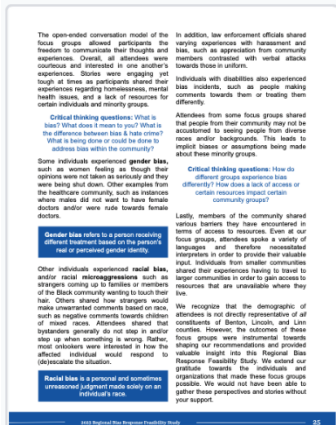 The open-ended conversation model of the
focus groups allowed participants the
freedom to communicate their thoughts and
experiences. Overall, all attendees were
courteous and interested in one another's
experiences. Stories were engaging yet
tough at times as participants shared their
experiences regarding homelessness, mental
health issues, and a lack of resources for
certain individuals and minority groups.
Critical thinking questions: What is
bias? What does it mean to you? What is
the difference between bias & hate crime?
What is being done or could be done to
address bias within the community?
Some individuals experienced gender bias,
such as women feeling as though their
opinions were not taken as seriously and they
were being shut down. Other examples from
the healthcare community, such as instances
where males did not want to have female
doctors and/or were rude towards female
doctors.
Gender bias refers to a person receiving
different treatment based on the person's
real or perceived gender identity.
Other individuals experienced racial bias,
and/or racial microaggressions such as
strangers coming up to families or members
of the Black community wanting to touch their
hair. Others shared how strangers would
make unwarranted comments based on race,
such as negative comments towards children
of mixed races. Attendees shared that
bystanders generally do not step in and/or
step up when something is wrong. Rather,
most onlookers were interested in how the
affected individual would respond to
(de)escalate the situation.
Racial bias is a personal and sometimes
unreasoned judgment made solely on an
individual's race.
In addition, law enforcement officials shared
varying experiences with harassment and
bias, such as appreciation from community
members contrasted with verbal attacks
towards those in uniform.
Individuals with disabilities also experienced
bias incidents, such as people making
comments towards them or treating them
differently.
Attendees from some focus groups shared
that people from their community may not be
accustomed to seeing people from diverse
races and/or backgrounds. This leads to
implicit biases or assumptions being made
about these minority groups.
Critical thinking questions: How do
different groups experience bias
differently? How does a lack of access or
certain resources impact certain
community groups?
Lastly, members of the community shared
various barriers they have encountered in
terms of access to resources. Even at our
focus groups, attendees spoke a variety of
languages and therefore necessitated
interpreters in order to provide their valuable
input. Individuals from smaller communities
shared their experiences having to travel to
larger communities in order to gain access to
resources that are unavailable where they
live.
We recognize that the demographic of
attendees is not directly representative of all
constituents of Benton, Lincoln, and Linn
counties. However, the outcomes of these
focus groups were instrumental towards
shaping our recommendations and provided
valuable insight into this Regional Bias
Response Feasibility Study. We extend our
gratitude towards the individuals and
organizations that made these focus groups
possible. We would not have been able to
gather these perspectives and stories without
your support.
2022 Regional Bias Response Feasibility Study 25